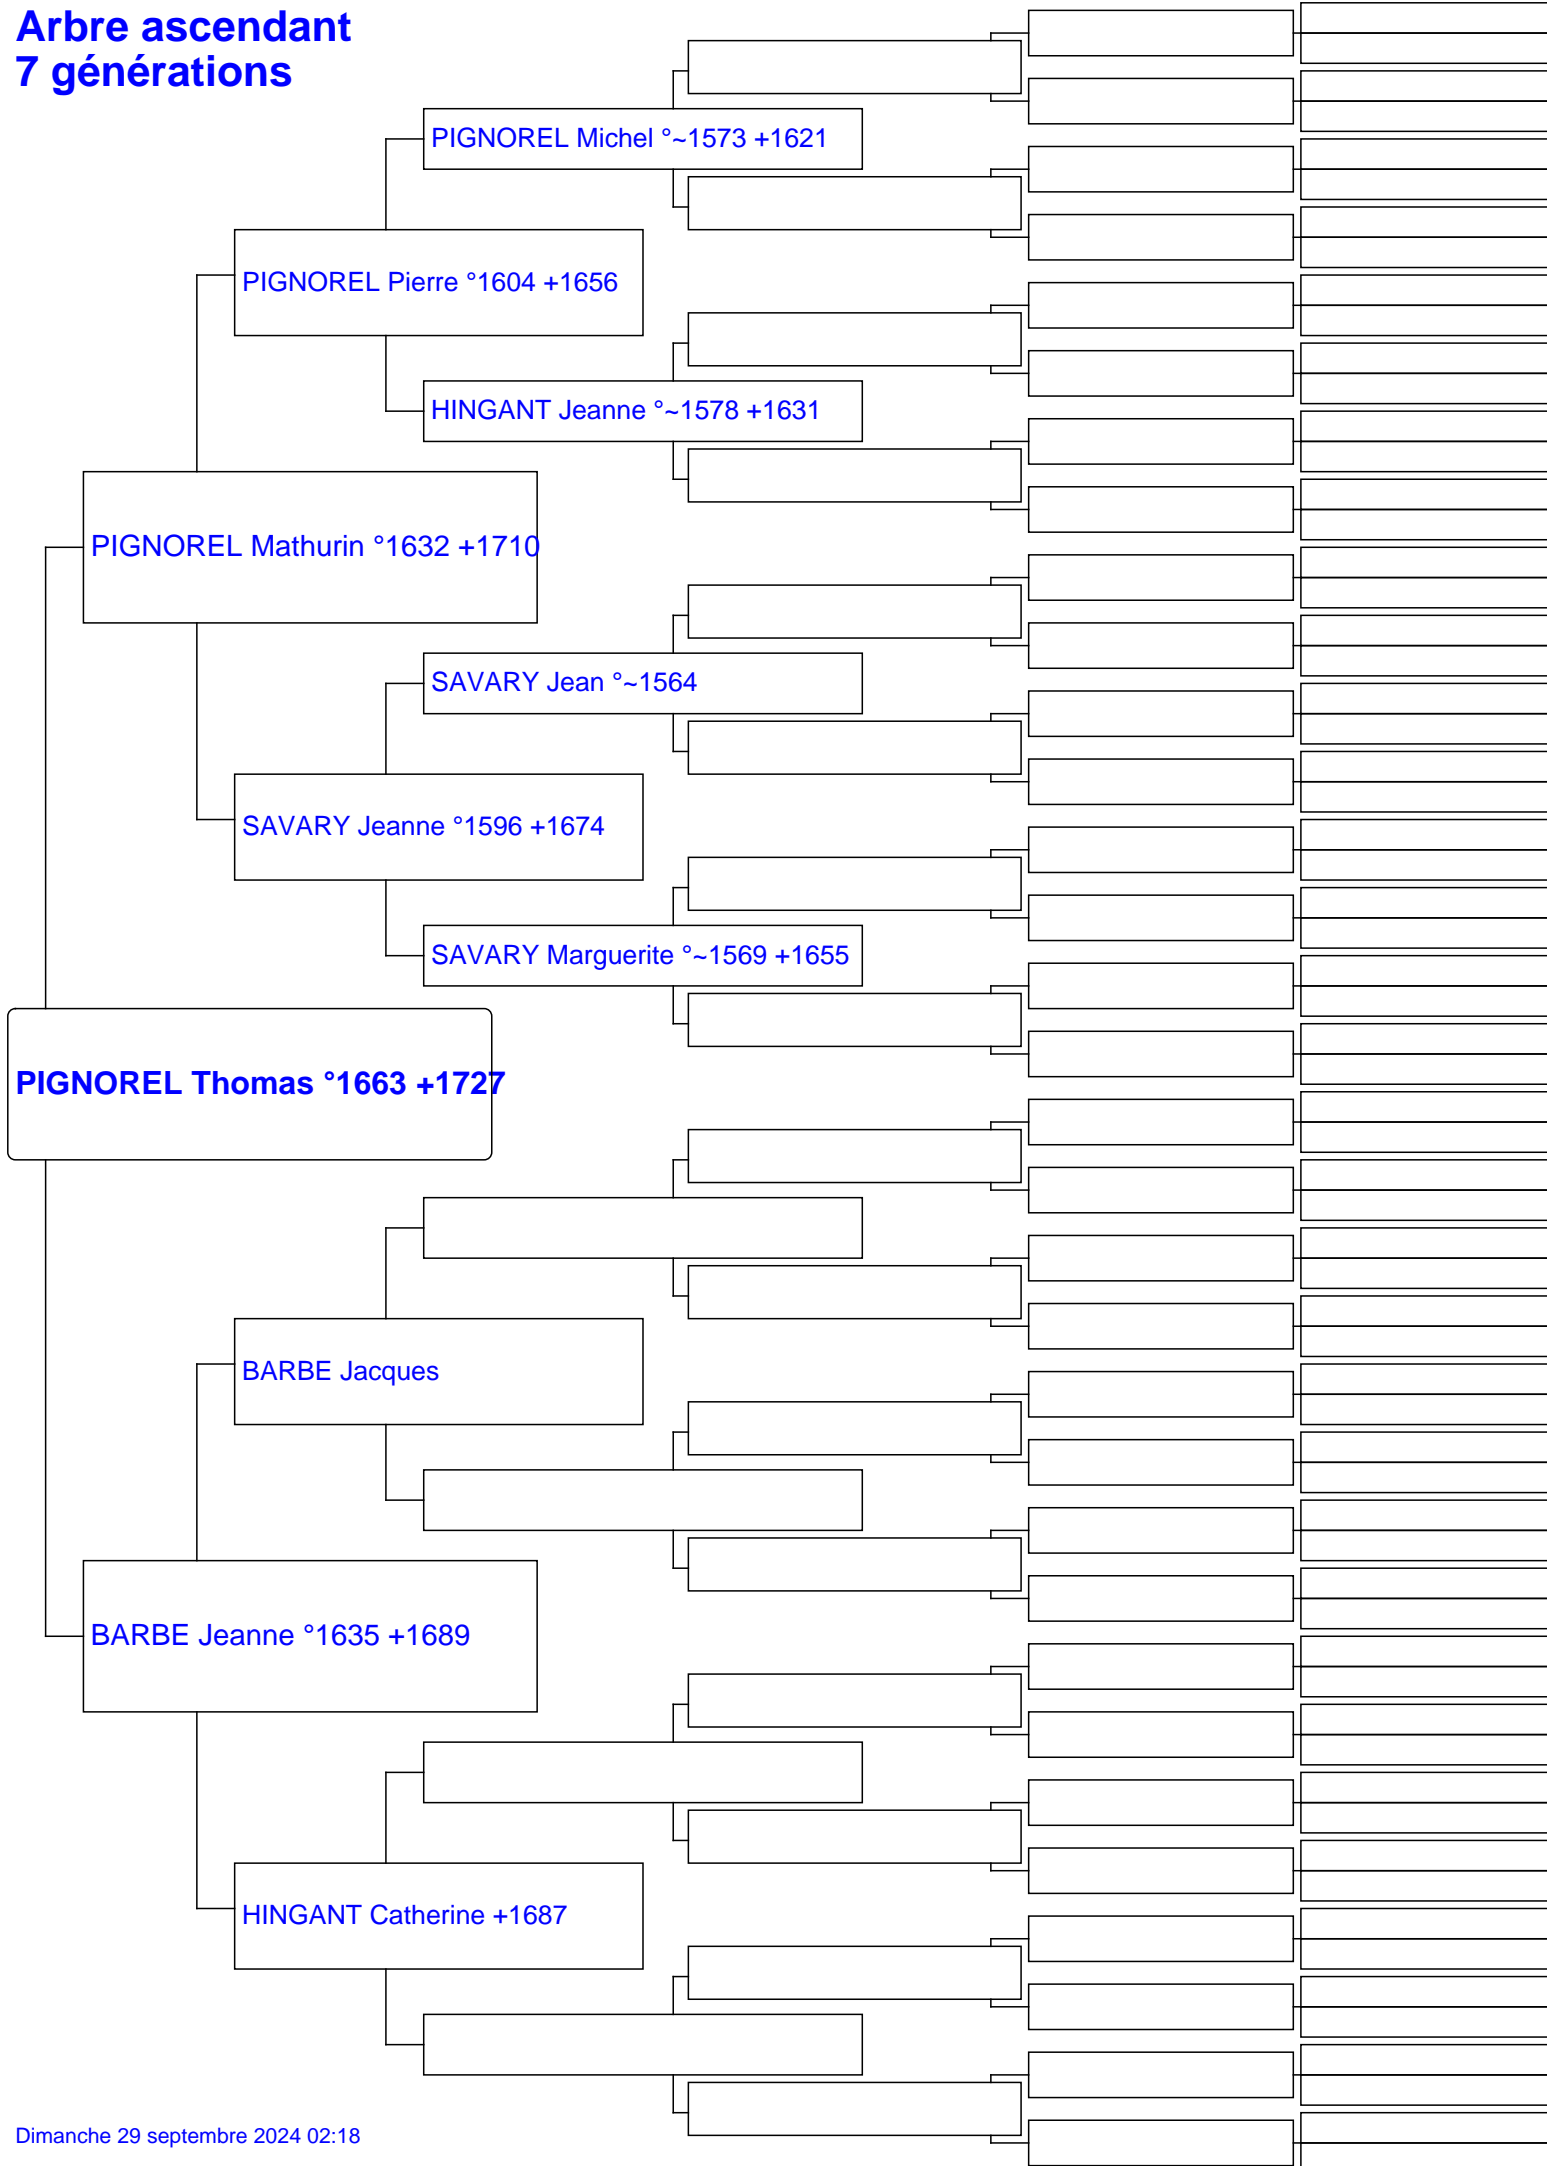 Arbre ascendant
7 générations
PIGNOREL Michel °~1573 +1621
PIGNOREL Pierre °1604 +1656
HINGANT Jeanne °~1578 +1631
PIGNOREL Mathurin °1632 +1710
SAVARY Jean °~1564
SAVARY Jeanne °1596 +1674
SAVARY Marguerite °~1569 +1655
PIGNOREL Thomas °1663 +1727
BARBE Jacques
BARBE Jeanne °1635 +1689
HINGANT Catherine +1687
Dimanche 29 septembre 2024 02:18